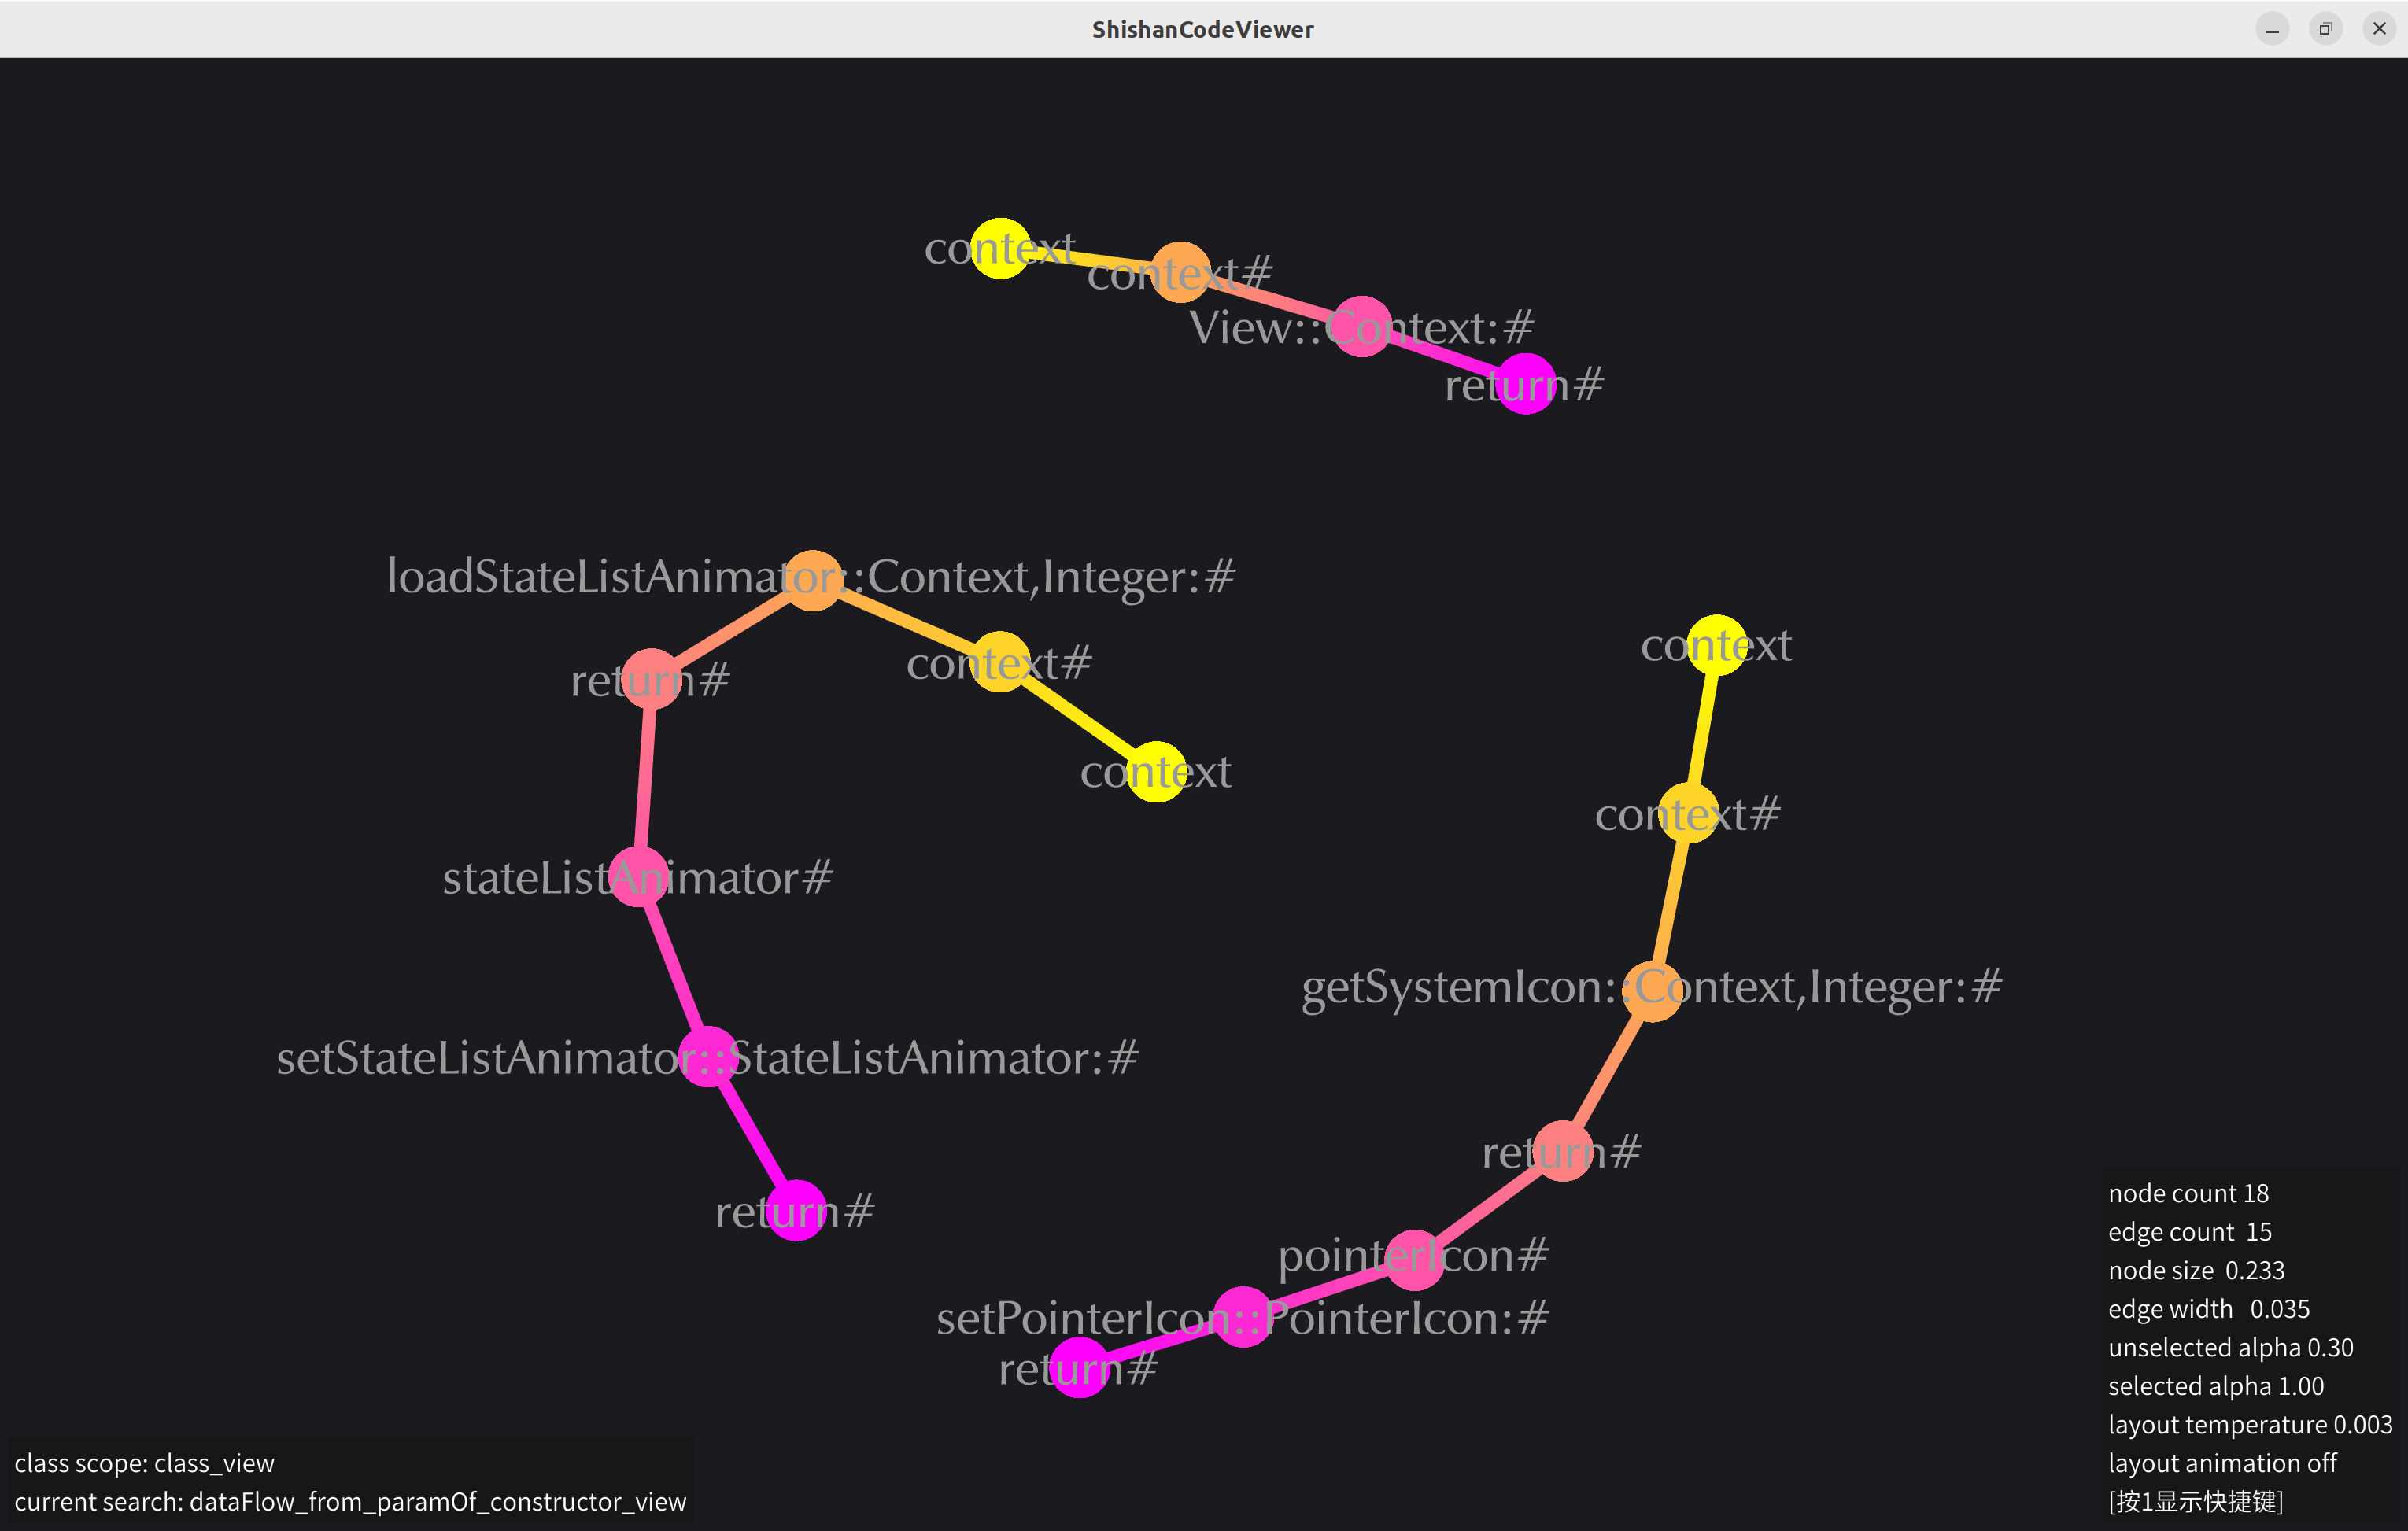 ShishanCodeViewer
context
context#
View::Context:#
return#
loadStateListAnimator::Context,Integer:#
context#
return#
context
stateListAnimator#
setStateListAnimator::StateListAnimator:#
return#
context
context#
getSystemIcon::Context,Integer:#
return#
pointerIcon#
setPointerIcon::PointerIcon:#
return#
class scope: class_view
current search: dataFlow_from_paramOf_constructor_view
node count 18
edge count 15
node size 0.233
edge width 0.035
unselected alpha 0.30
selected alpha 1.00
layout temperature 0.003
layout animation off
[按1显示快捷键]